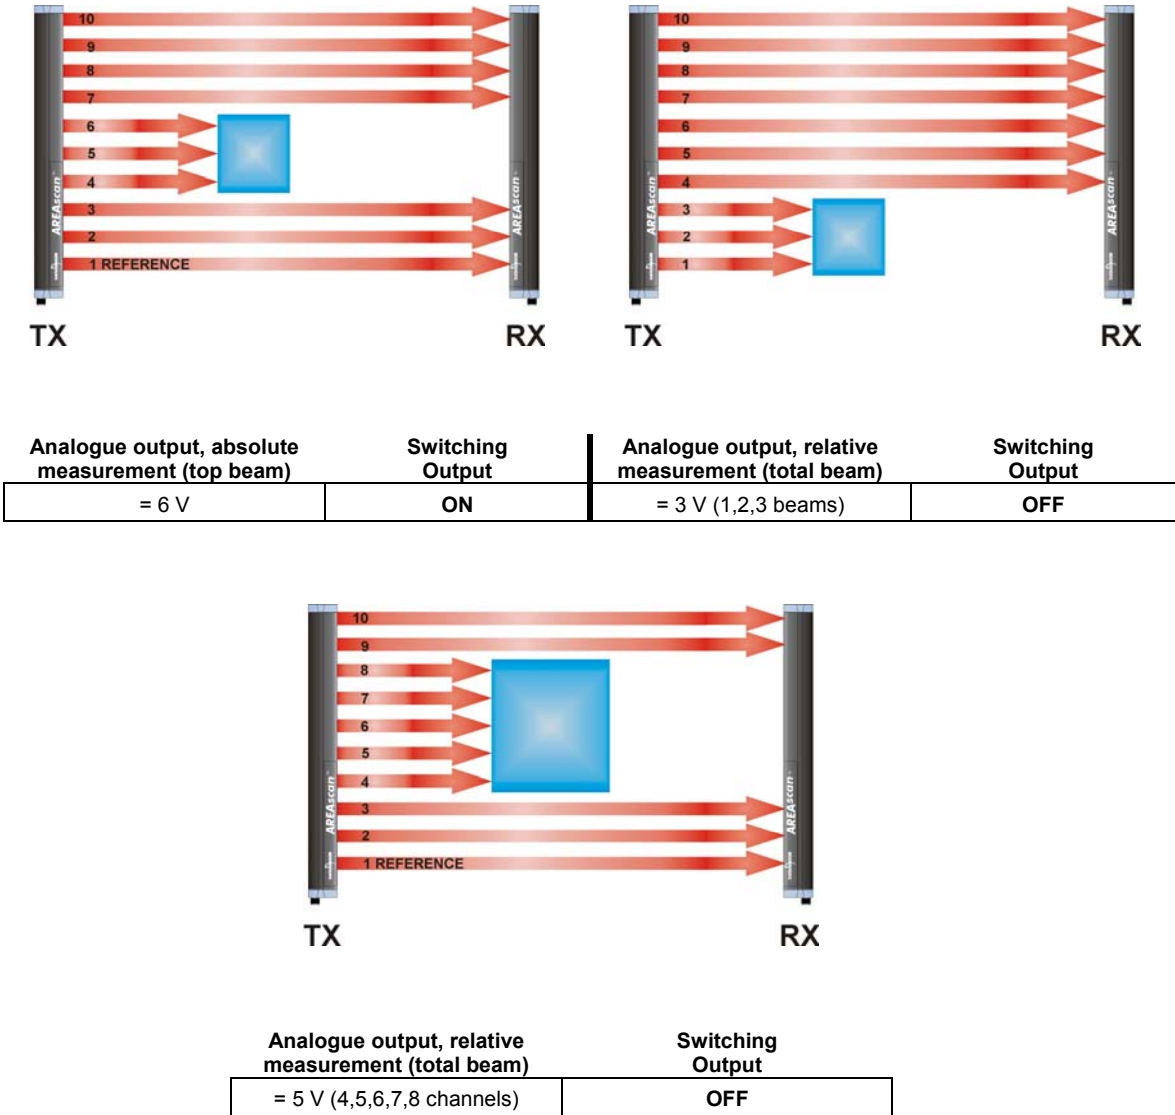 10
9
8
7
6
5
4
3
2
1 REFERENCE
AREAscan
AREAscan
TX
RX
10
9
8
7
6
5
4
3
2
1
AREAscan
AREAscan
TX
RX
Analogue output, absolute
measurement (top beam)
Switching
Output
Analogue output, relative
measurement (total beam)
Switching
Output
= 6 V
ON
= 3 V (1,2,3 beams)
OFF
10
9
8
7
6
5
4
3
2
1 REFERENCE
AREAscan
AREAscan
TX
RX
Analogue output, relative
measurement (total beam)
Switching
Output
= 5 V (4,5,6,7,8 channels)
OFF